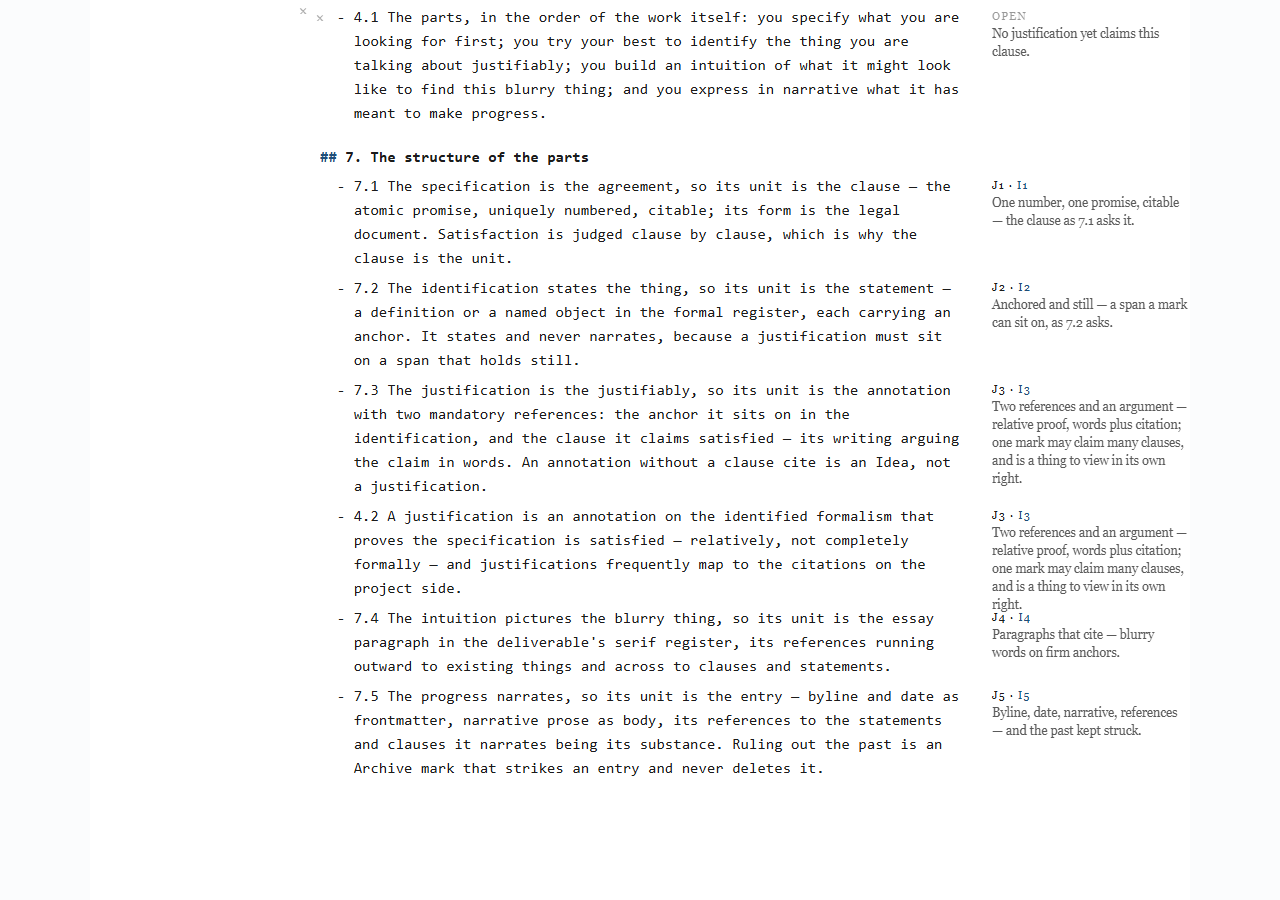 - 4.1 The parts, in the order of the work itself: you specify what you are
looking for first; you try your best to identify the thing you are
talking about justifiably; you build an intuition of what it might look
like to find this blurry thing; and you express in narrative what it has
meant to make progress.
OPEN
No justification yet claims this
clause.
## 7. The structure of the parts
- 7.1 The specification is the agreement, so its unit is the clause — the
atomic promise, uniquely numbered, citable; its form is the legal
document. Satisfaction is judged clause by clause, which is why the
clause is the unit.
J1 · I1
One number, one promise, citable
— the clause as 7.1 asks it.
- 7.2 The identification states the thing, so its unit is the statement —
a definition or a named object in the formal register, each carrying an
anchor. It states and never narrates, because a justification must sit
on a span that holds still.
J2 · I2
Anchored and still — a span a mark
can sit on, as 7.2 asks.
- 7.3 The justification is the justifiably, so its unit is the annotation
with two mandatory references: the anchor it sits on in the
identification, and the clause it claims satisfied — its writing arguing
the claim in words. An annotation without a clause cite is an Idea, not
a justification.
J3 · I3
Two references and an argument —
relative proof, words plus citation;
one mark may claim many clauses,
and is a thing to view in its own
right.
- 4.2 A justification is an annotation on the identified formalism that
proves the specification is satisfied — relatively, not completely
formally — and justifications frequently map to the citations on the
project side.
J3 · I3
Two references and an argument —
relative proof, words plus citation;
one mark may claim many clauses,
and is a thing to view in its own
right.
- 7.4 The intuition pictures the blurry thing, so its unit is the essay
paragraph in the deliverable's serif register, its references running
outward to existing things and across to clauses and statements.
J4 · I4
Paragraphs that cite — blurry
words on firm anchors.
- 7.5 The progress narrates, so its unit is the entry — byline and date as
frontmatter, narrative prose as body, its references to the statements
and clauses it narrates being its substance. Ruling out the past is an
Archive mark that strikes an entry and never deletes it.
J5 · I5
Byline, date, narrative, references
— and the past kept struck.